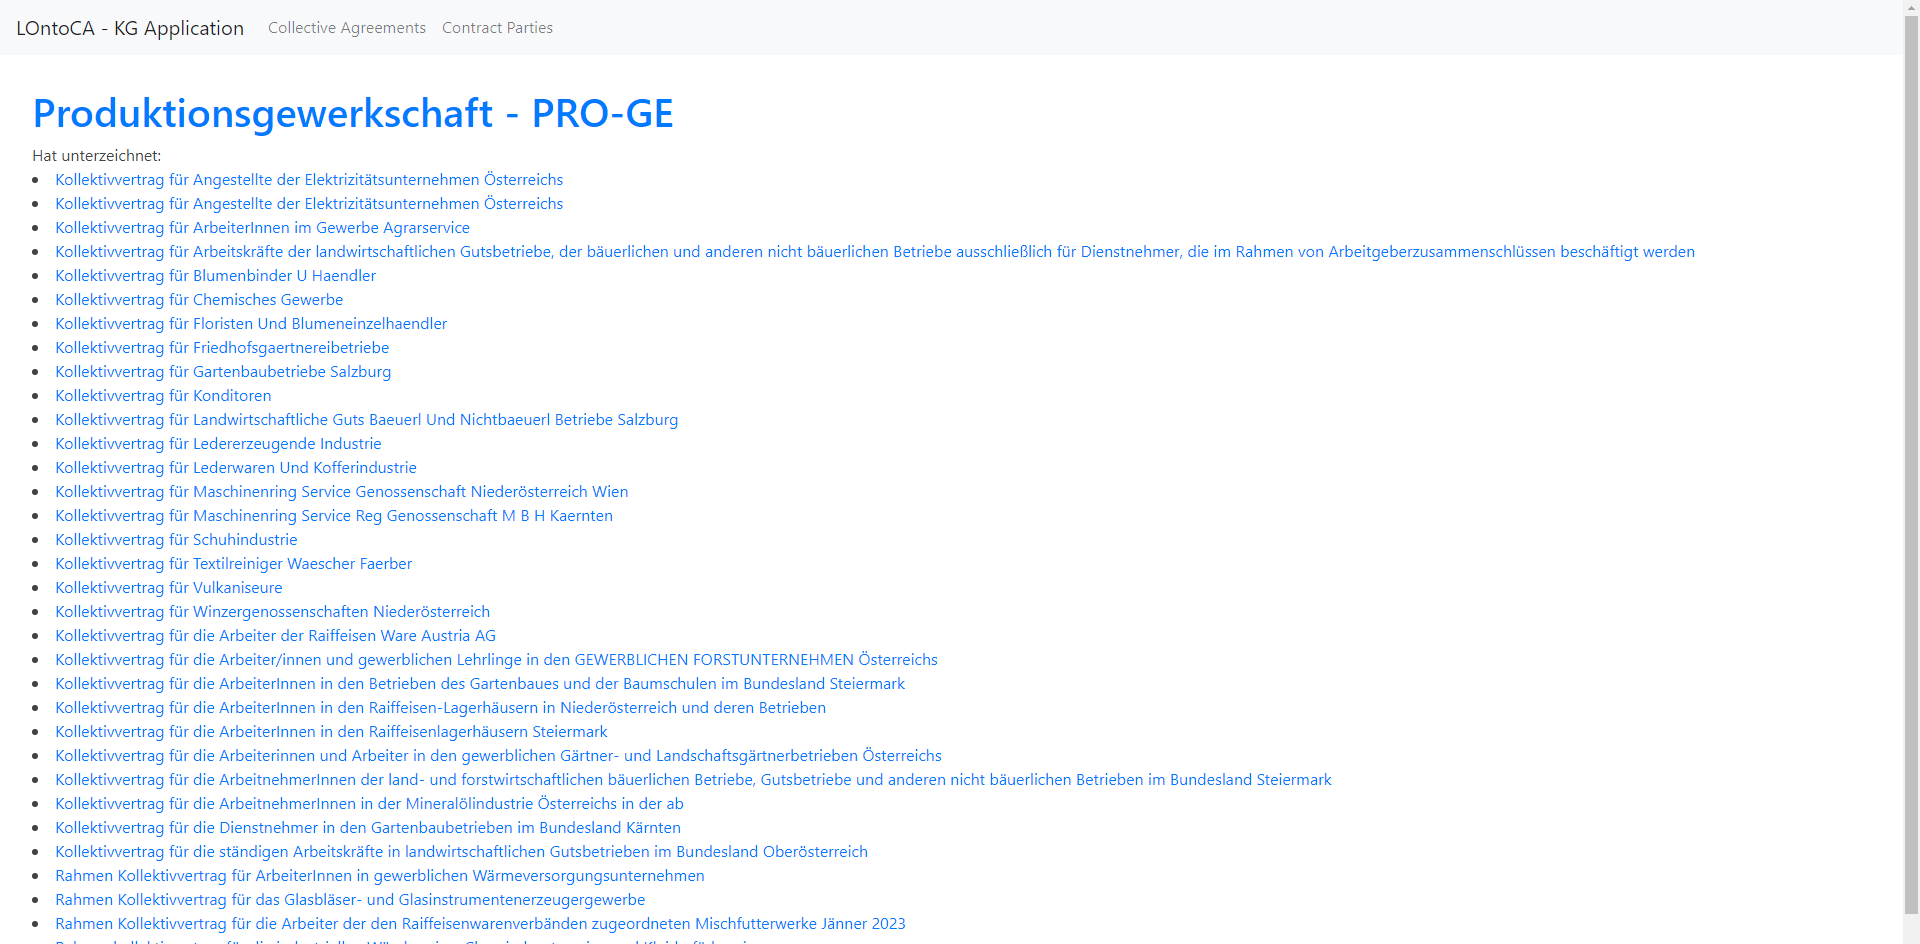 LOntoCA - KG Application Collective Agreements Contract Parties
Produktionsgewerkschaft - PRO-GE
Hat unterzeichnet:
Kollektivvertrag für Angestellte der Elektrizitätsunternehmen Österreichs
Kollektivvertrag für Angestellte der Elektrizitätsunternehmen Österreichs
Kollektivvertrag für ArbeiterInnen im Gewerbe Agrarservice
Kollektivvertrag für Arbeitskräfte der landwirtschaftlichen Gutsbetriebe, der bäuerlichen und anderen nicht bäuerlichen Betriebe ausschließlich für Dienstnehmer, die im Rahmen von Arbeitgeberzusammenschlüssen beschäftigt werden
Kollektivvertrag für Blumenbinder U Haendler
Kollektivvertrag für Chemisches Gewerbe
Kollektivvertrag für Floristen Und Blumeneinzelhaendler
Kollektivvertrag für Friedhofsgaertnereibetriebe
Kollektivvertrag für Gartenbaubetriebe Salzburg
Kollektivvertrag für Konditoren
Kollektivvertrag für Landwirtschaftliche Guts Baeuerl Und Nichtbaeuerl Betriebe Salzburg
Kollektivvertrag für Ledererzeugende Industrie
Kollektivvertrag für Lederwaren Und Kofferindustrie
Kollektivvertrag für Maschinenring Service Genossenschaft Niederösterreich Wien
Kollektivvertrag für Maschinenring Service Reg Genossenschaft M B H Kaernten
Kollektivvertrag für Schuhindustrie
Kollektivvertrag für Textilreiniger Waescher Faerber
Kollektivvertrag für Vulkaniseure
Kollektivvertrag für Winzergenossenschaften Niederösterreich
Kollektivvertrag für die Arbeiter der Raiffeisen Ware Austria AG
Kollektivvertrag für die Arbeiter/innen und gewerblichen Lehrlinge in den GEWERBLICHEN FORSTUNTERNEHMEN Österreichs
Kollektivvertrag für die ArbeiterInnen in den Betrieben des Gartenbaues und der Baumschulen im Bundesland Steiermark
Kollektivvertrag für die ArbeiterInnen in den Raiffeisen-Lagerhäusern in Niederösterreich und deren Betrieben
Kollektivvertrag für die ArbeiterInnen in den Raiffeisenlagerhäusern Steiermark
Kollektivvertrag für die Arbeiterinnen und Arbeiter in den gewerblichen Gärtner- und Landschaftsgärtnerbetrieben Österreichs
Kollektivvertrag für die ArbeitnehmerInnen der land- und forstwirtschaftlichen bäuerlichen Betriebe, Gutsbetriebe und anderen nicht bäuerlichen Betrieben im Bundesland Steiermark
Kollektivvertrag für die ArbeitnehmerInnen in der Mineralölindustrie Österreichs in der ab
Kollektivvertrag für die Dienstnehmer in den Gartenbaubetrieben im Bundesland Kärnten
Kollektivvertrag für die ständigen Arbeitskräfte in landwirtschaftlichen Gutsbetrieben im Bundesland Oberösterreich
Rahmen Kollektivvertrag für ArbeiterInnen in gewerblichen Wärmeversorgungsunternehmen
Rahmen Kollektivvertrag für das Glasbläser- und Glasinstrumentenerzeugergewerbe
Rahmen Kollektivvertrag für die Arbeiter der den Raiffeisenwarenverbänden zugeordneten Mischfutterwerke Jänner 2023